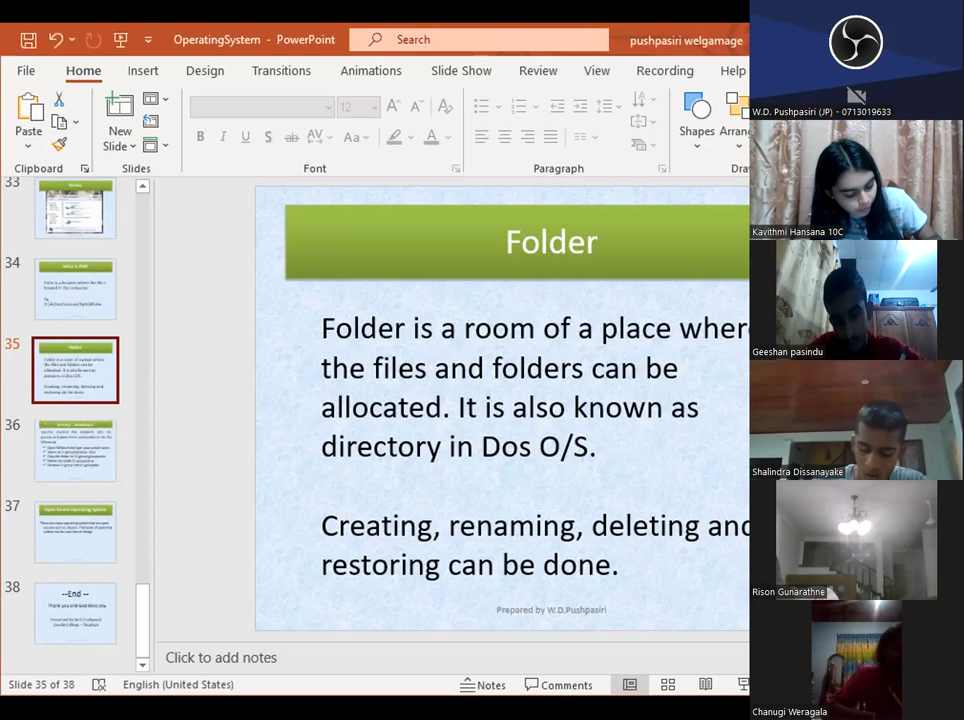 OperatingSystem - PowerPoint
Search
pushpasiri welgamage
File Home Insert Design Transitions Animations Slide Show Review View Recording Help
12
Paste
New
Slide
Shapes
Arran
Clipboard
Slides
Font
Paragraph
33
34
35
36
37
38
--End--
Folder
Folder is a room of a place wher
the files and folders can be
allocated. It is also known as
directory in Dos O/S.
Creating, renaming, deleting and
restoring can be done.
Prepared by W.D.Pushpasiri
Click to add notes
Slide 35 of 38
English (United States)
Notes
Comments
W.D. Pushpasiri (JP) - 0713019633
Kavithmi Hansana 10C
Geeshan pasindu
Shalindra Dissanayake
Rison Gunarathne
Chanugi Weragala